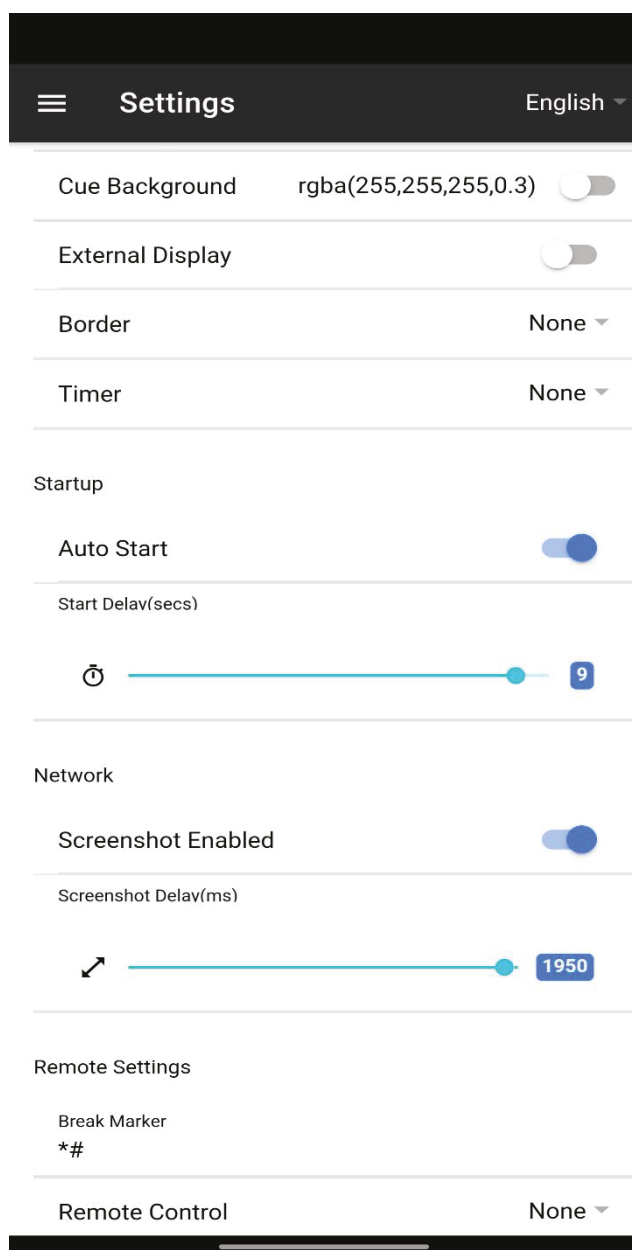 Settings English
Cue Background rgba(255,255,255,0.3)
External Display
Border None
Timer None
Startup
Auto Start
Start Delay(secs)
9
Network
Screenshot Enabled
Screenshot Delay(ms)
1950
Remote Settings
Break Marker
*#
Remote Control None